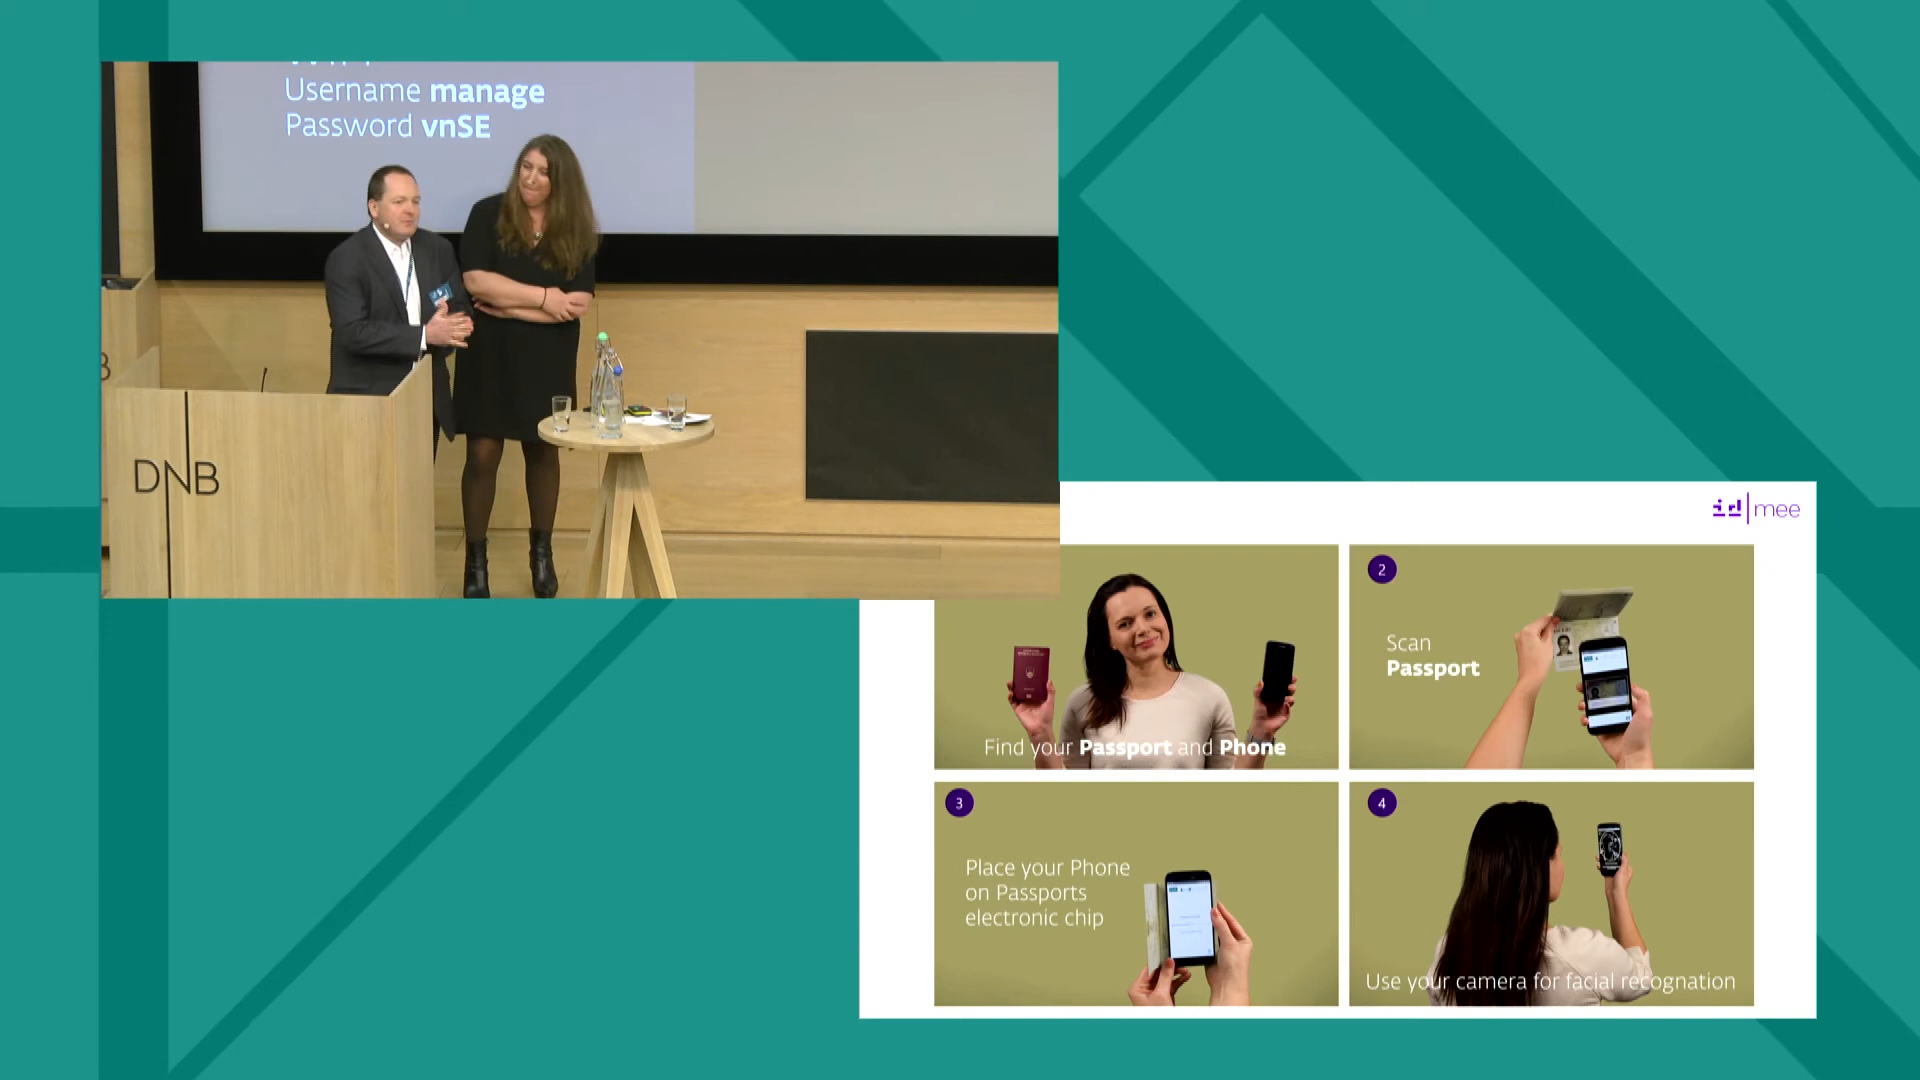 Username manage
Password vnSE
DNB
id|mee
Find your Passport and Phone
2
Scan
Passport
3
Place your Phone
on Passports
electronic chip
4
Use your camera for facial recognation